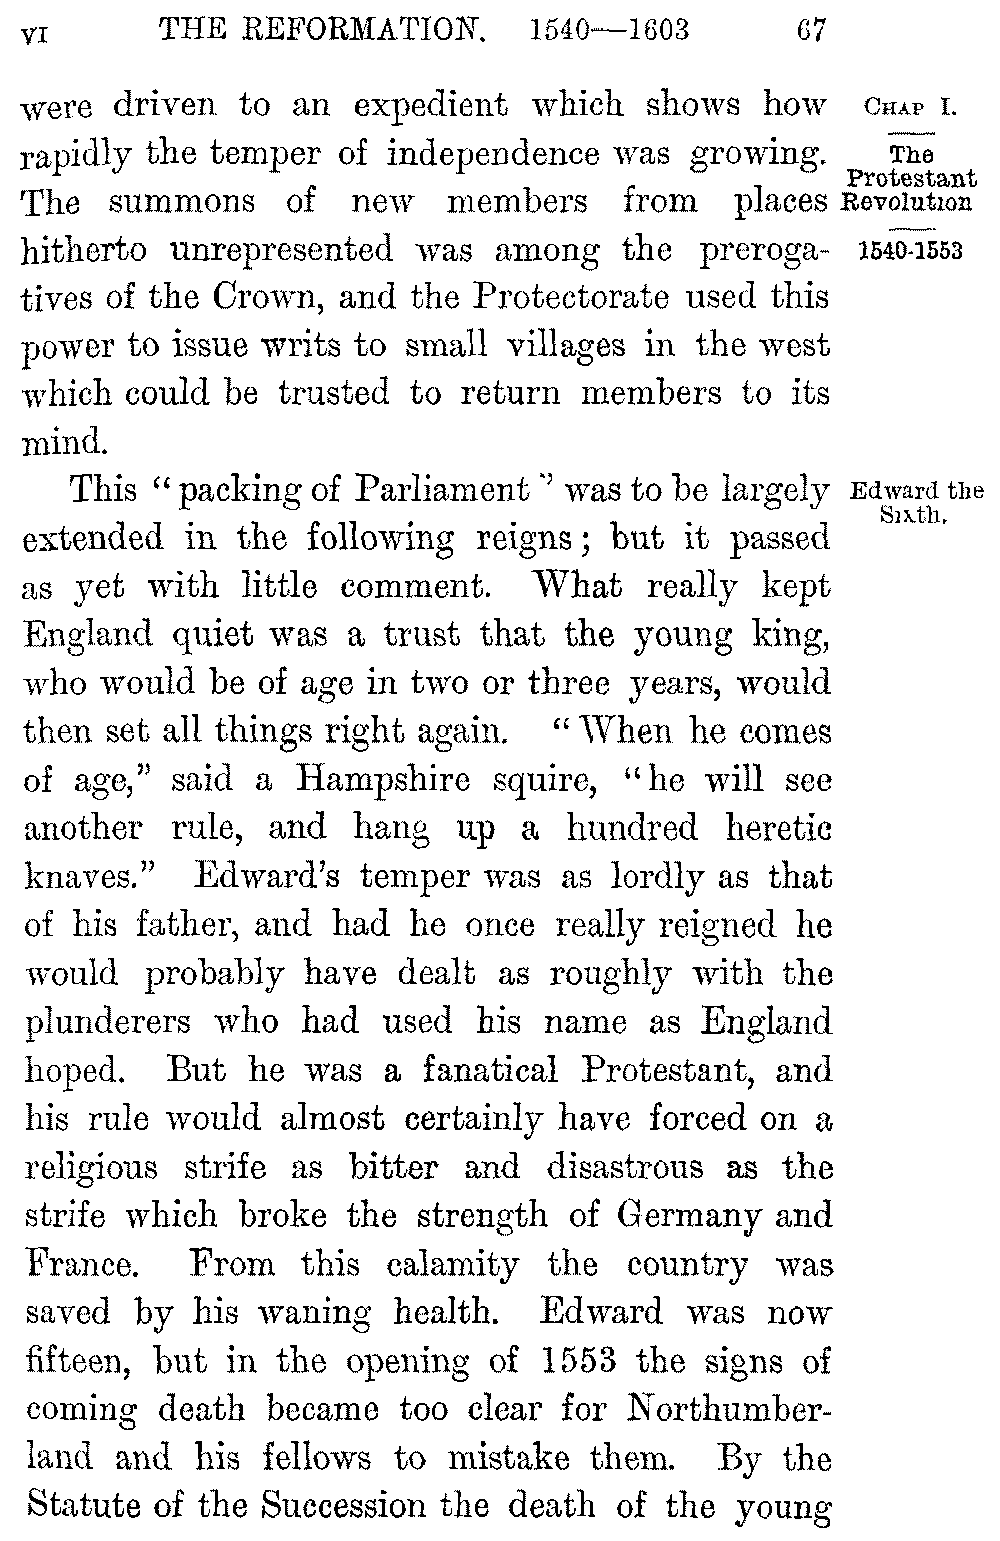 VI THE REFORMATION. 1540—1603 67
were driven to an expedient which shows how
rapidly the temper of independence was growing.
The summons of new members from places
hitherto unrepresented was among the preroga-
tives of the Crown, and the Protectorate used this
power to issue writs to small villages in the west
which could be trusted to return members to its
mind.
This “packing of Parliament” was to be largely
extended in the following reigns; but it passed
as yet with little comment. What really kept
England quiet was a trust that the young king,
who would be of age in two or three years, would
then set all things right again. “When he comes
of age,” said a Hampshire squire, “he will see
another rule, and hang up a hundred heretic
knaves.” Edward’s temper was as lordly as that
of his father, and had he once really reigned he
would probably have dealt as roughly with the
plunderers who had used his name as England
hoped. But he was a fanatical Protestant, and
his rule would almost certainly have forced on a
religious strife as bitter and disastrous as the
strife which broke the strength of Germany and
France. From this calamity the country was
saved by his waning health. Edward was now
fifteen, but in the opening of 1553 the signs of
coming death became too clear for Northumber-
land and his fellows to mistake them. By the
Statute of the Succession the death of the young
CHAP I.
The
Protestant
Revolution
1540-1553
Edward the
Sixth.